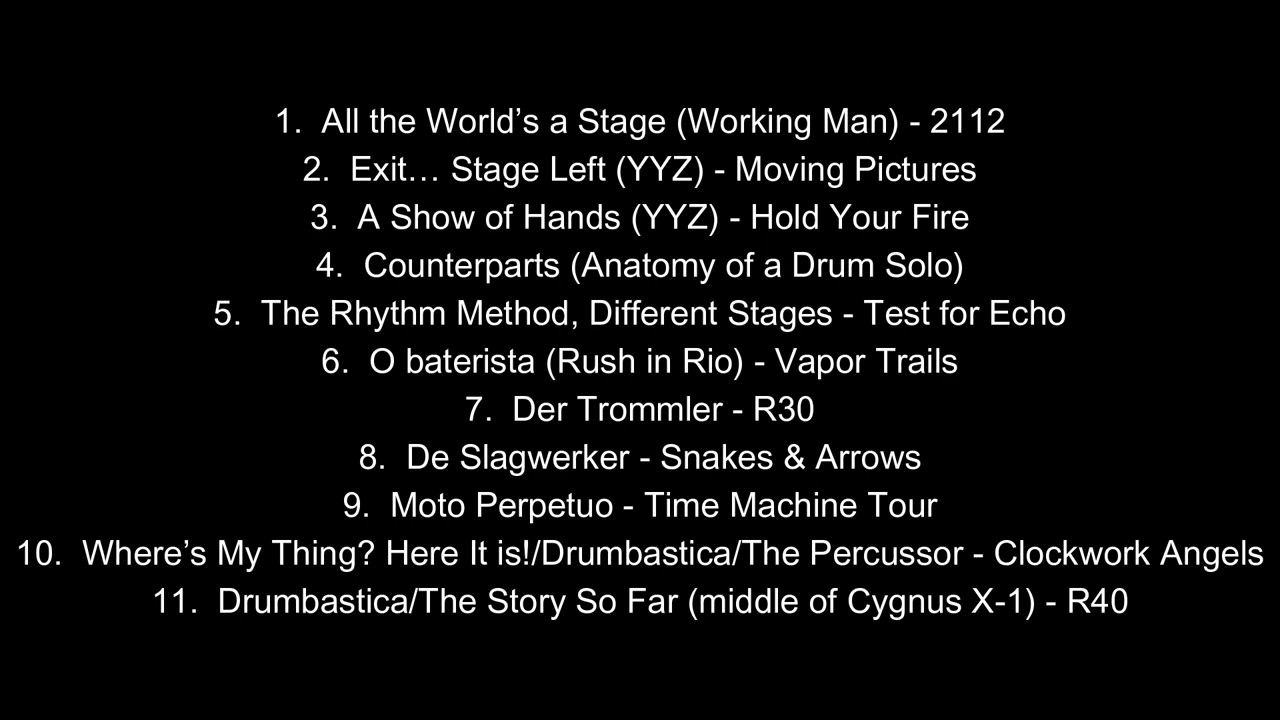 1. All the World’s a Stage (Working Man) - 2112
2. Exit… Stage Left (YYZ) - Moving Pictures
3. A Show of Hands (YYZ) - Hold Your Fire
4. Counterparts (Anatomy of a Drum Solo)
5. The Rhythm Method, Different Stages - Test for Echo
6. O baterista (Rush in Rio) - Vapor Trails
7. Der Trommler - R30
8. De Slagwerker - Snakes & Arrows
9. Moto Perpetuo - Time Machine Tour
10. Where’s My Thing? Here It is!/Drumbastica/The Percussor - Clockwork Angels
11. Drumbastica/The Story So Far (middle of Cygnus X-1) - R40